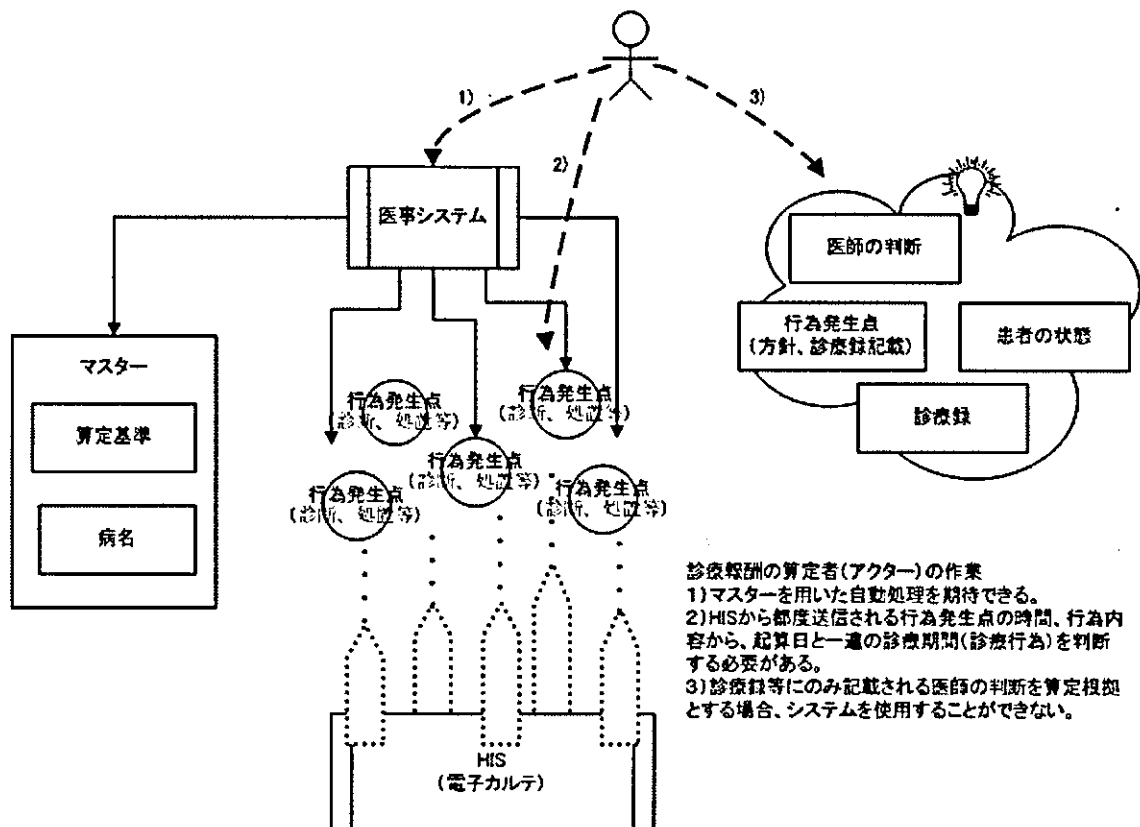 1)
2)
3)
医事システム
マスター
算定基準
病名
行為発生点
(診断、処置等)
行為発生点
(診断、処置等)
行為発生点
(診断、処置等)
行為発生点
(診断、処置等)
行為発生点
(診断、処置等)
医師の判断
行為発生点
(方針、診療録記載)
患者の状態
診療録
HIS
(電子カルテ)
診療報酬の算定者(アクター)の作業
1)マスターを用いた自動処理を期待できる。
2)HISから都度送信される行為発生点の時間、行為内
容から、起算日と一連の診療期間(診療行為)を判断
する必要がある。
3)診療録等にのみ記載される医師の判断を算定根拠
とする場合、システムを使用することができない。